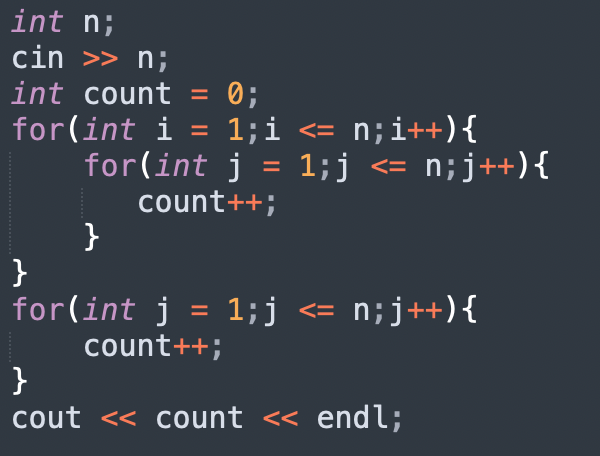 int n;
cin >> n;
int count = 0;
for(int i = 1;i <= n;i++){
    for(int j = 1;j <= n;j++){
       count++;
    }
}
for(int j = 1;j <= n;j++){
    count++;
}
cout << count << endl;